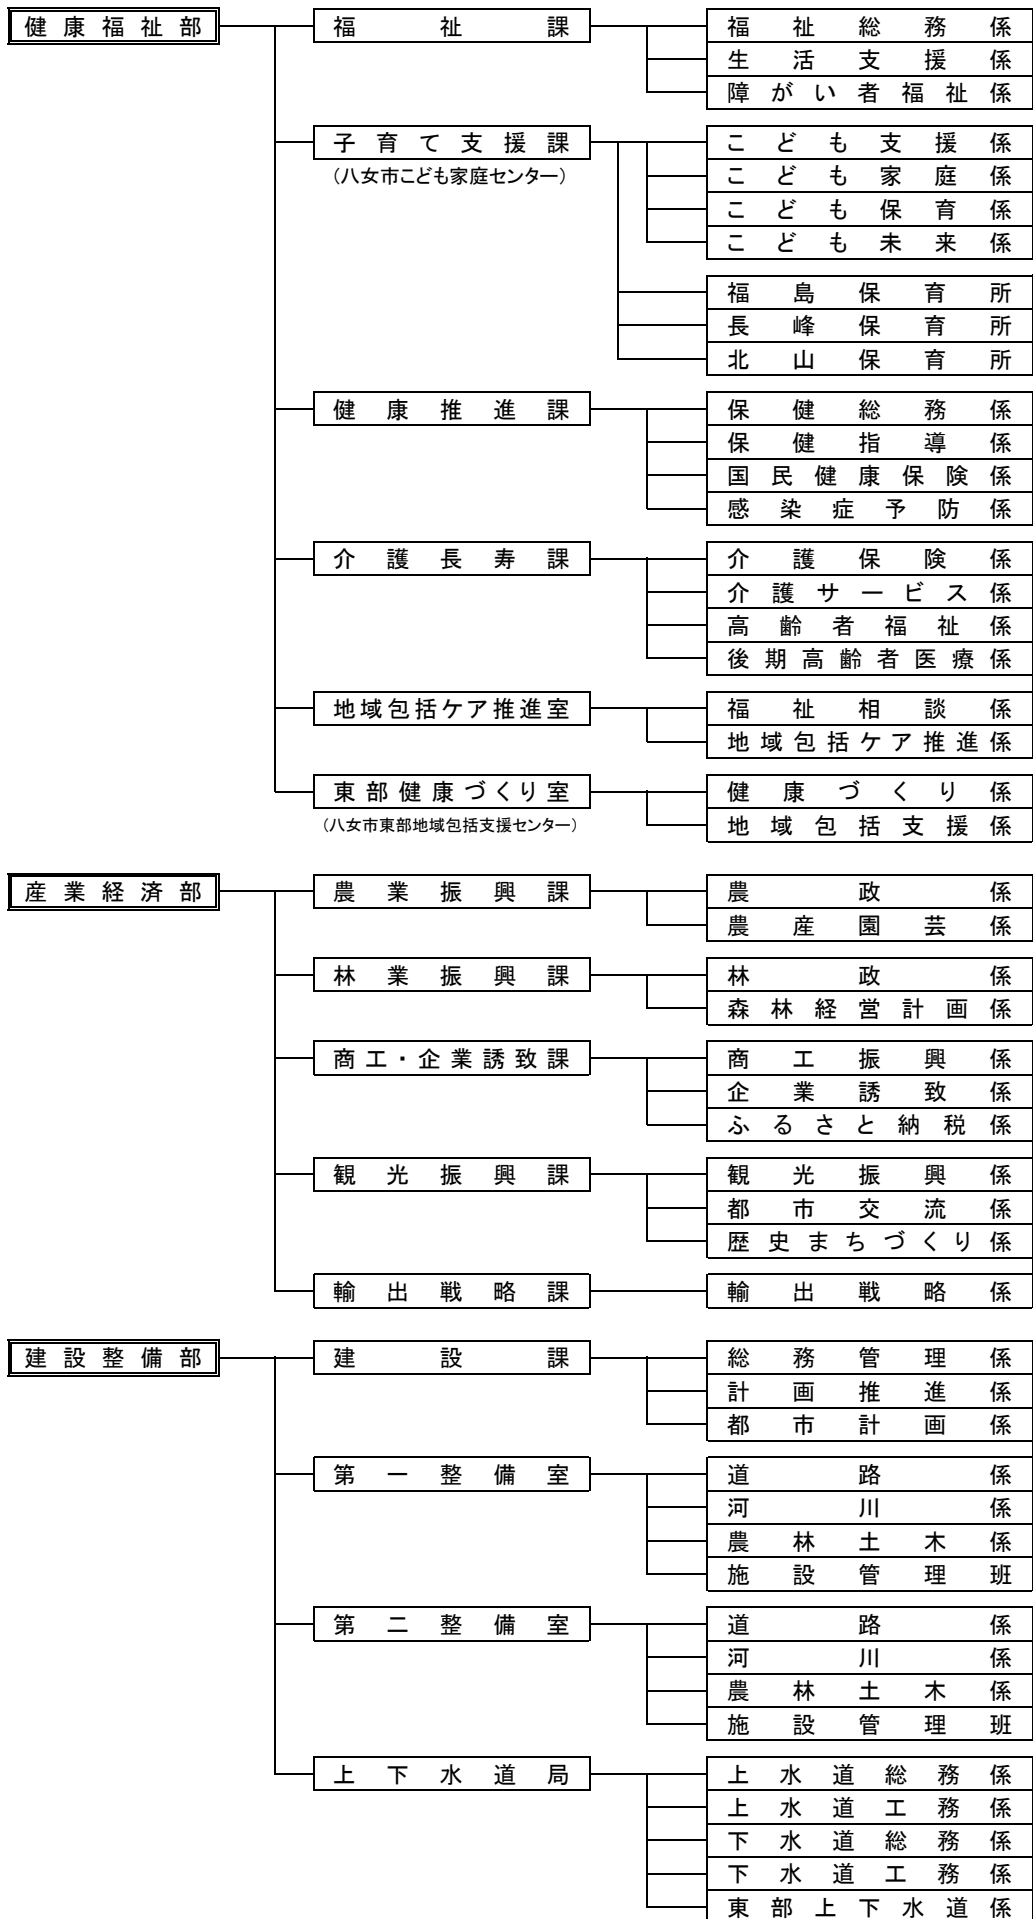 健康福祉部 福祉課 福祉総務係
生活支援係
障がい者福祉係
子育て支援課 こども支援係
(八女市こども家庭センター) こども家庭係
こども保育係
こども未来係
福島保育所
長峰保育所
北山保育所
健康推進課 保健総務係
保健指導係
国民健康保険係
感染症予防係
介護長寿課 介護保険係
介護サービス係
高齢者福祉係
後期高齢者医療係
地域包括ケア推進室 福祉相談係
地域包括ケア推進係
東部健康づくり室 健康づくり係
(八女市東部地域包括支援センター) 地域包括支援係
産業経済部 農業振興課 農政係
農産園芸係
林業振興課 林政係
森林経営計画係
商工・企業誘致課 商工振興係
企業誘致係
ふるさと納税係
観光振興課 観光振興係
都市交流係
歴史まちづくり係
輸出戦略課 輸出戦略係
建設整備部 建設課 総務管理係
計画推進係
都市計画係
第一整備室 道路係
河川係
農林土木係
施設管理班
第二整備室 道路係
河川係
農林土木係
施設管理班
上下水道局 上水道総務係
上水道工務係
下水道総務係
下水道工務係
東部上下水道係